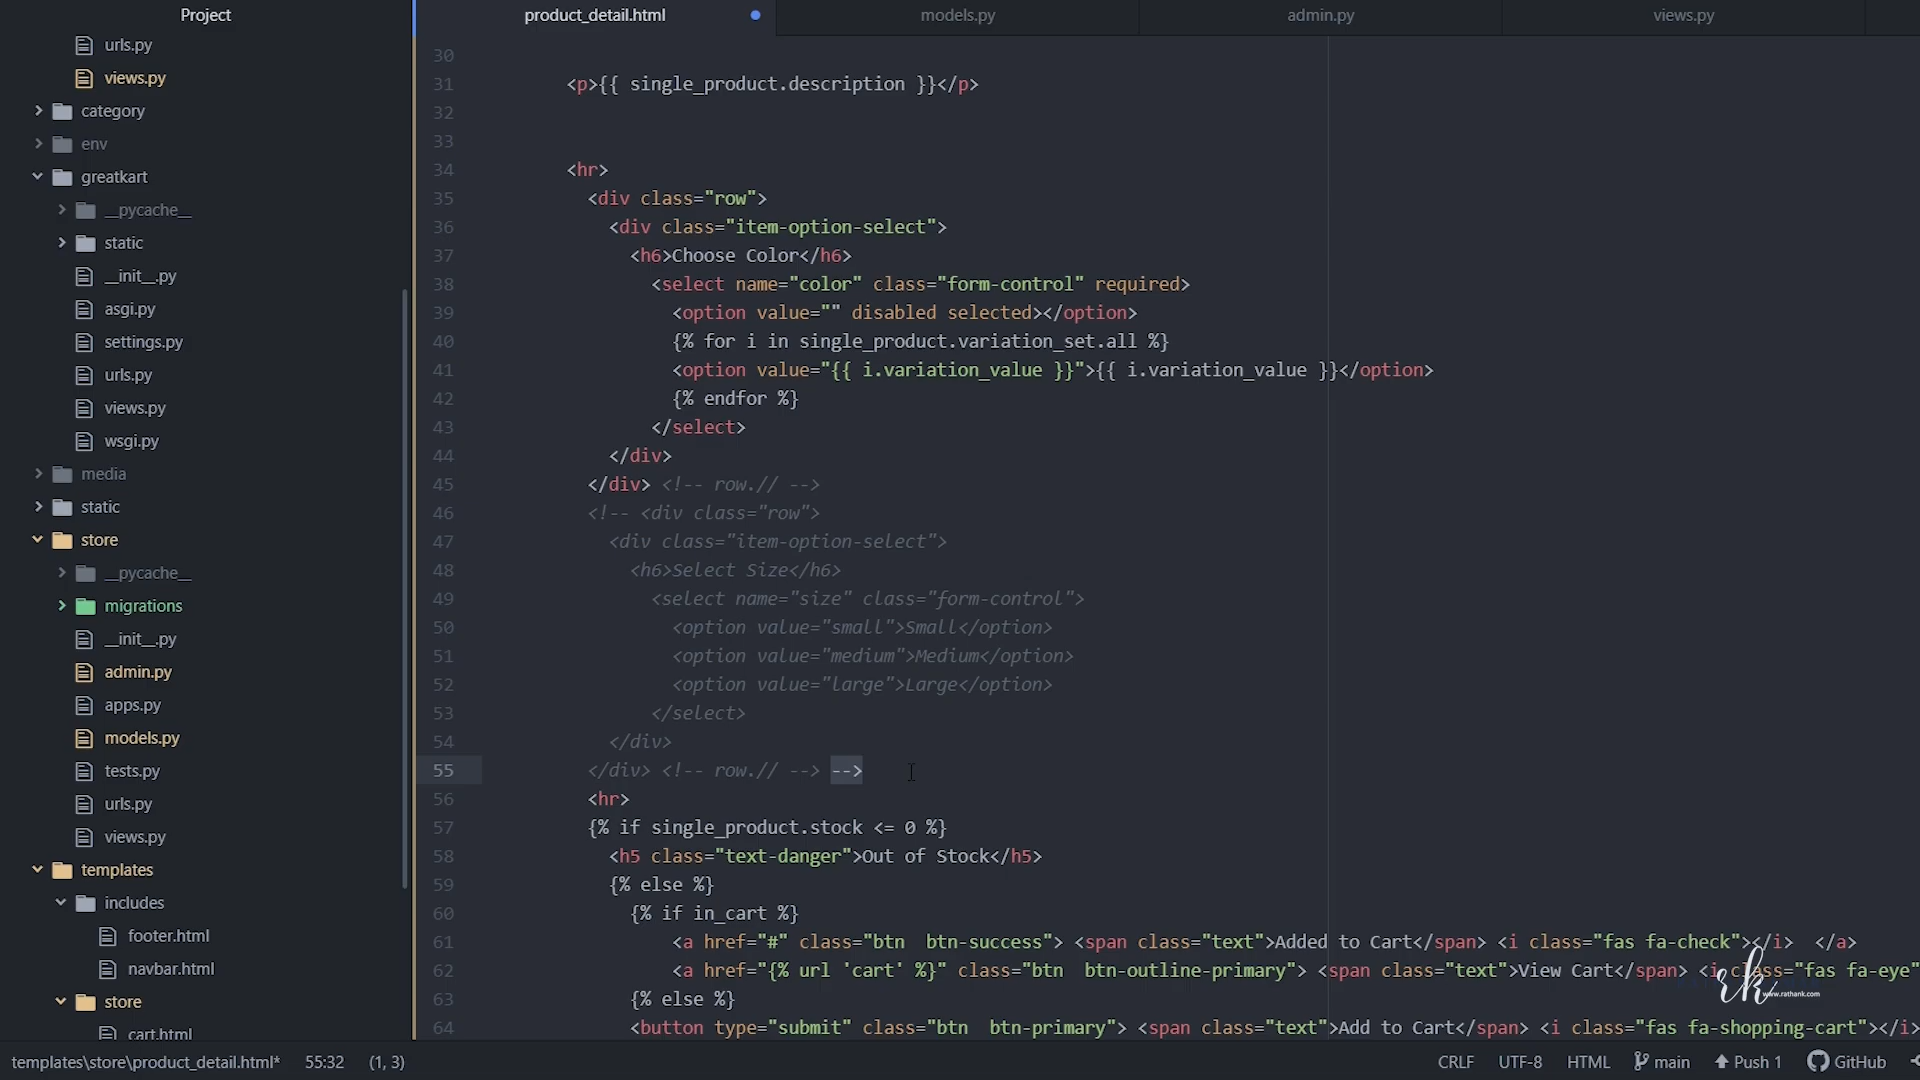 Project
urls.py
views.py
category
env
greatkart
__pycache__
static
__init__.py
asgi.py
settings.py
urls.py
views.py
wsgi.py
media
static
store
__pycache__
migrations
__init__.py
admin.py
apps.py
models.py
tests.py
urls.py
views.py
templates
includes
footer.html
navbar.html
store
cart.html
product_detail.html
models.py
admin.py
views.py
30
31 <p>{{ single_product.description }}</p>
32
33
34 <hr>
35 <div class="row">
36 <div class="item-option-select">
37 <h6>Choose Color</h6>
38 <select name="color" class="form-control" required>
39 <option value="" disabled selected></option>
40 {% for i in single_product.variation_set.all %}
41 <option value="{{ i.variation_value }}">{{ i.variation_value }}</option>
42 {% endfor %}
43 </select>
44 </div>
45 </div> <!-- row.// -->
46 <!-- <div class="row">
47 <div class="item-option-select">
48 <h6>Select Size</h6>
49 <select name="size" class="form-control">
50 <option value="small">Small</option>
51 <option value="medium">Medium</option>
52 <option value="large">Large</option>
53 </select>
54 </div>
55 </div> <!-- row.// --> -->
56 <hr>
57 {% if single_product.stock <= 0 %}
58 <h5 class="text-danger">Out of Stock</h5>
59 {% else %}
60 {% if in_cart %}
61 <a href="#" class="btn  btn-success"> <span class="text">Added to Cart</span> <i class="fas fa-check"></i>  </a>
62 <a href="{% url 'cart' %}" class="btn  btn-outline-primary"> <span class="text">View Cart</span> <i class="fas fa-eye"
63 {% else %}
64 <button type="submit" class="btn  btn-primary"> <span class="text">Add to Cart</span> <i class="fas fa-shopping-cart"></i>
rk
www.rathank.com
templates\store\product_detail.html* 55:32 (1, 3)
CRLF UTF-8 HTML main Push 1 GitHub